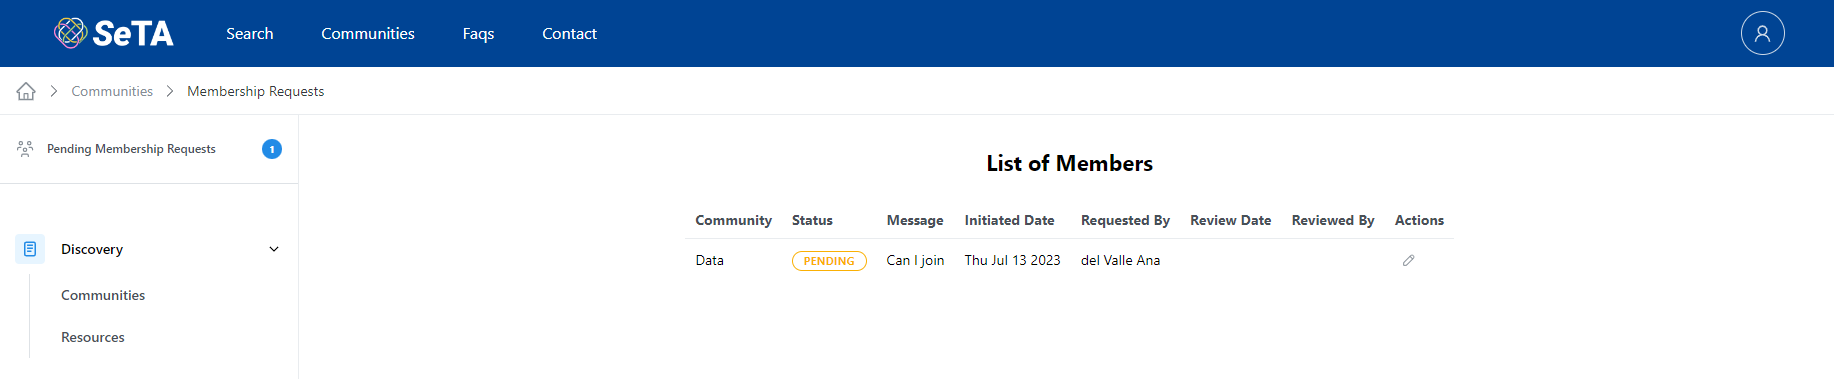 SeTA Search Communities Faqs Contact
Communities Membership Requests
Pending Membership Requests 1
List of Members
Community Status Message Initiated Date Requested By Review Date Reviewed By Actions
Discovery
Data PENDING Can I join Thu Jul 13 2023 del Valle Ana
Communities
Resources